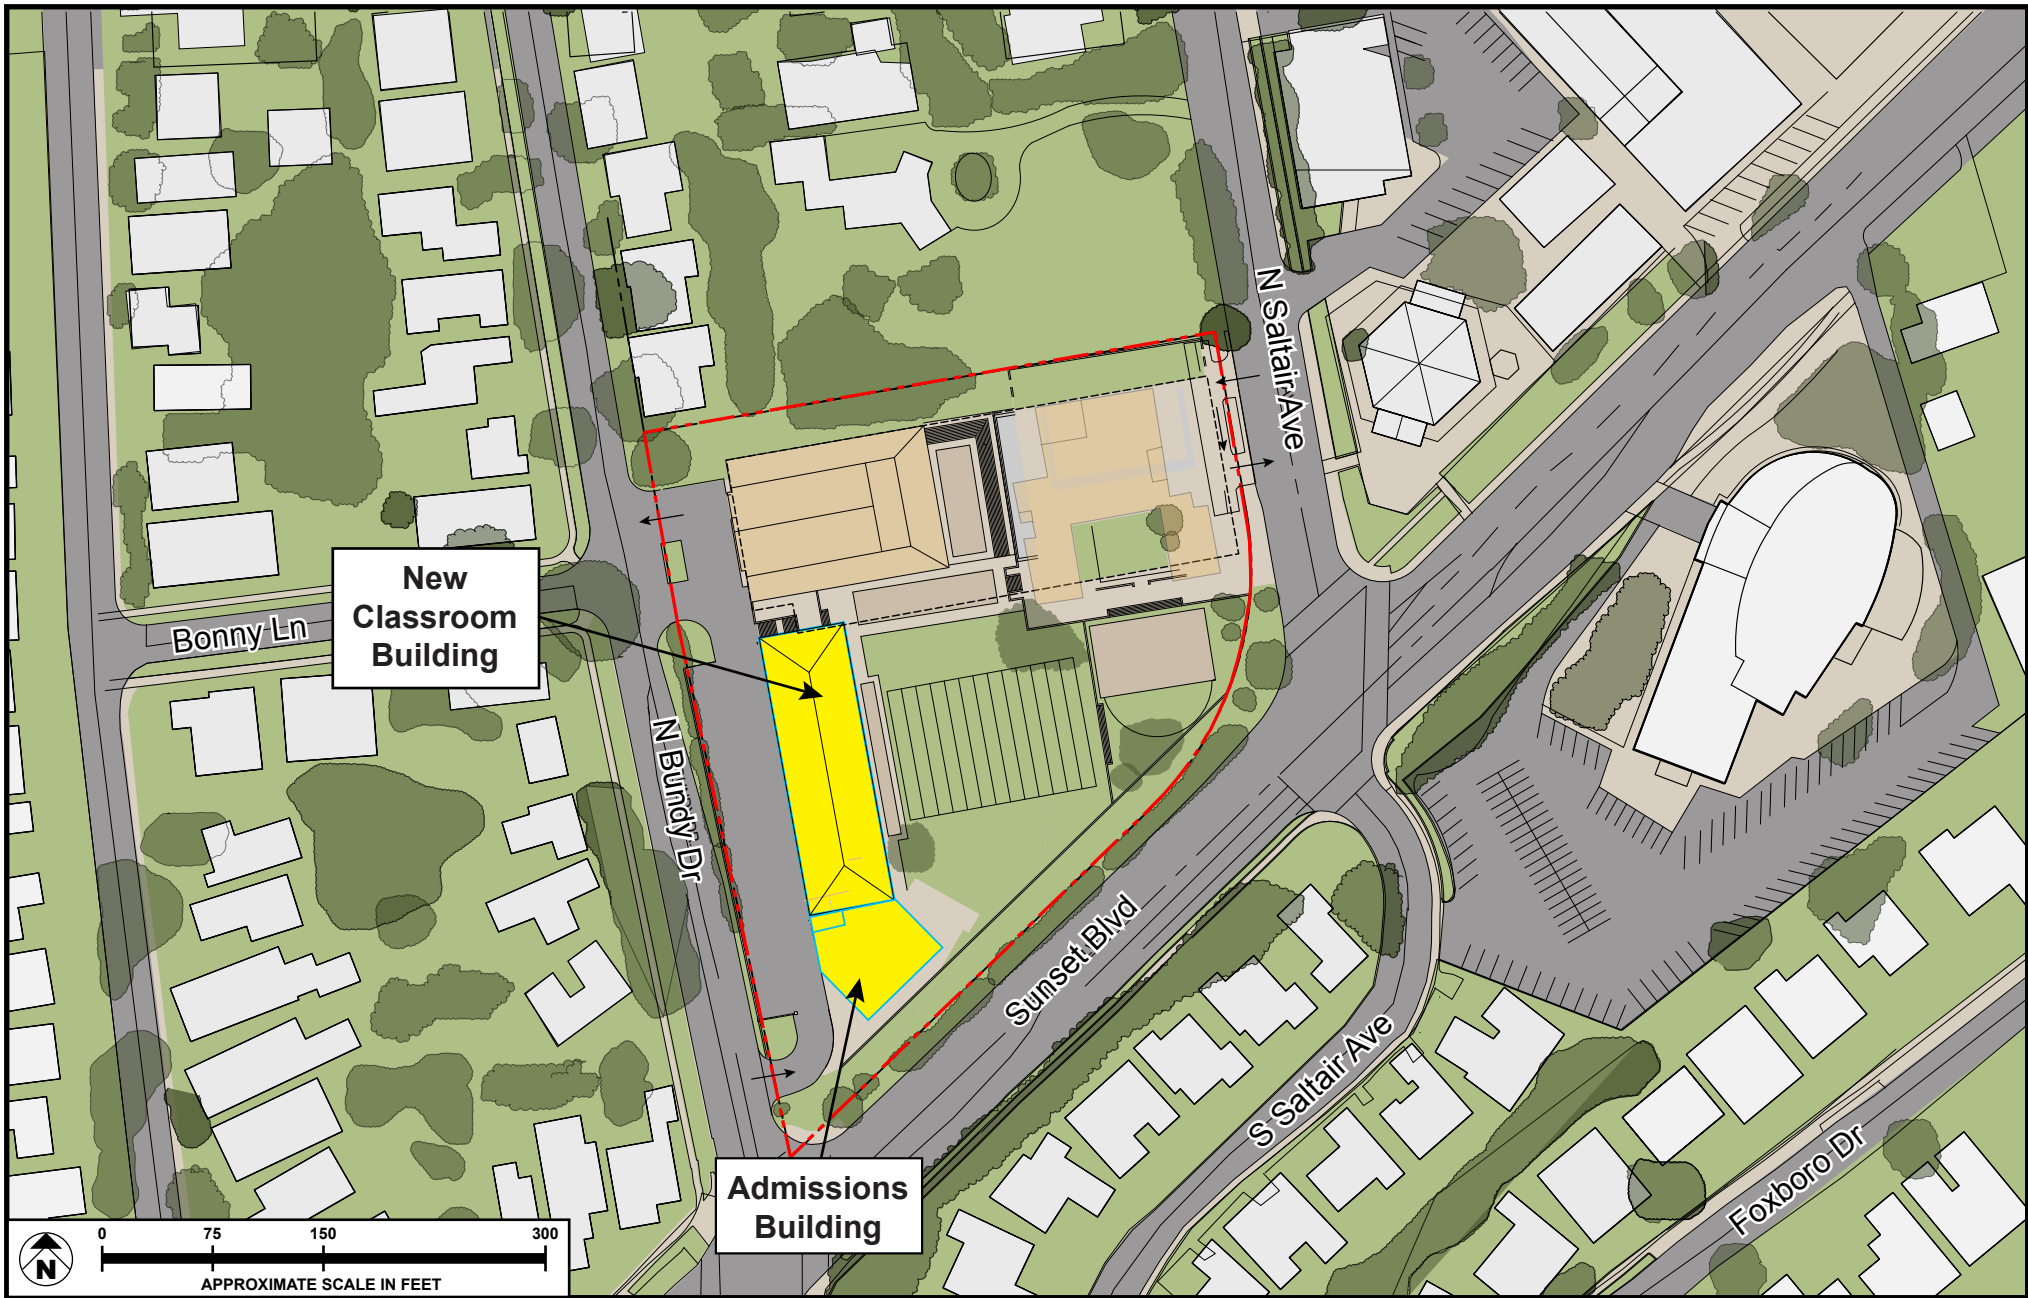 N Saltair Ave
New
Classroom
Building
Bonny Ln
N Bundy Dr
Sunset Blvd
S Saltair Ave
Foxboro Dr
Admissions
Building
0 75 150 300
N
APPROXIMATE SCALE IN FEET